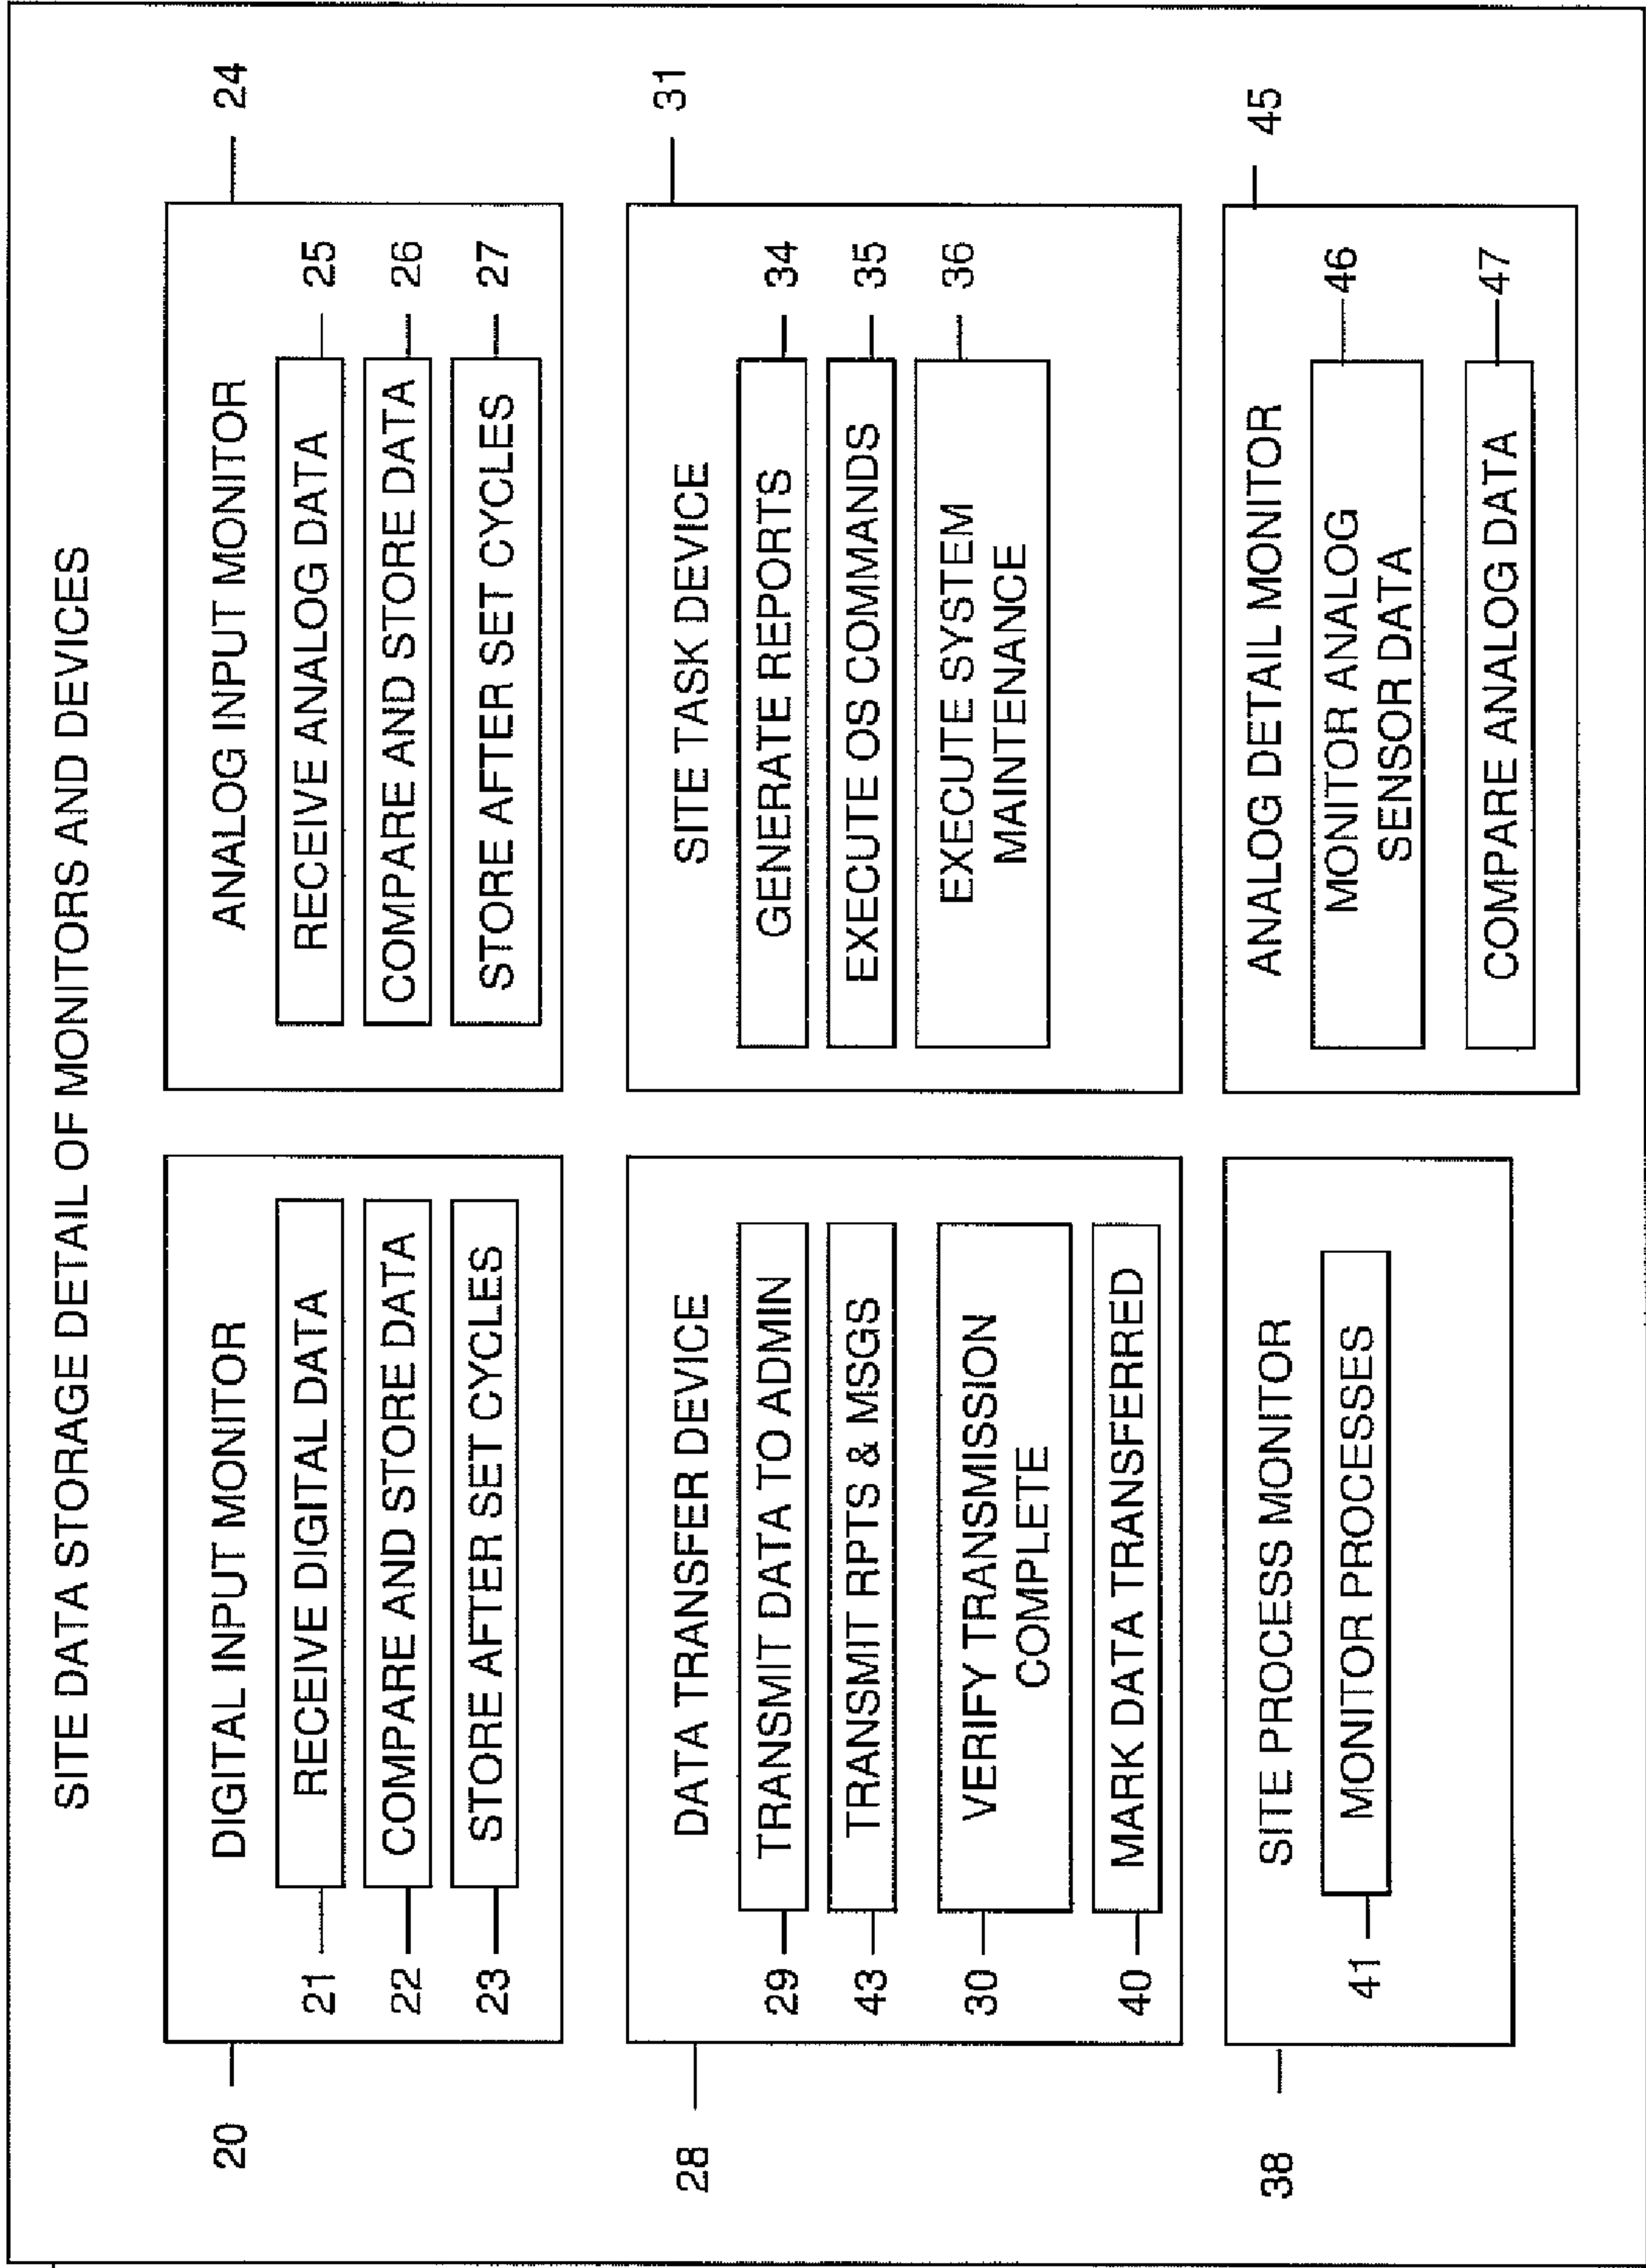 SITE DATA STORAGE DETAIL OF MONITORS AND DEVICES
20
DIGITAL INPUT MONITOR
21
RECEIVE DIGITAL DATA
22
COMPARE AND STORE DATA
23
STORE AFTER SET CYCLES
24
ANALOG INPUT MONITOR
RECEIVE ANALOG DATA
25
COMPARE AND STORE DATA
26
STORE AFTER SET CYCLES
27
28
DATA TRANSFER DEVICE
29
TRANSMIT DATA TO ADMIN
43
TRANSMIT RPTS & MSGS
30
VERIFY TRANSMISSION
COMPLETE
40
MARK DATA TRANSFERRED
31
SITE TASK DEVICE
GENERATE REPORTS
34
EXECUTE OS COMMANDS
35
EXECUTE SYSTEM
MAINTENANCE
36
38
SITE PROCESS MONITOR
41
MONITOR PROCESSES
45
ANALOG DETAIL MONITOR
MONITOR ANALOG
SENSOR DATA
46
COMPARE ANALOG DATA
47